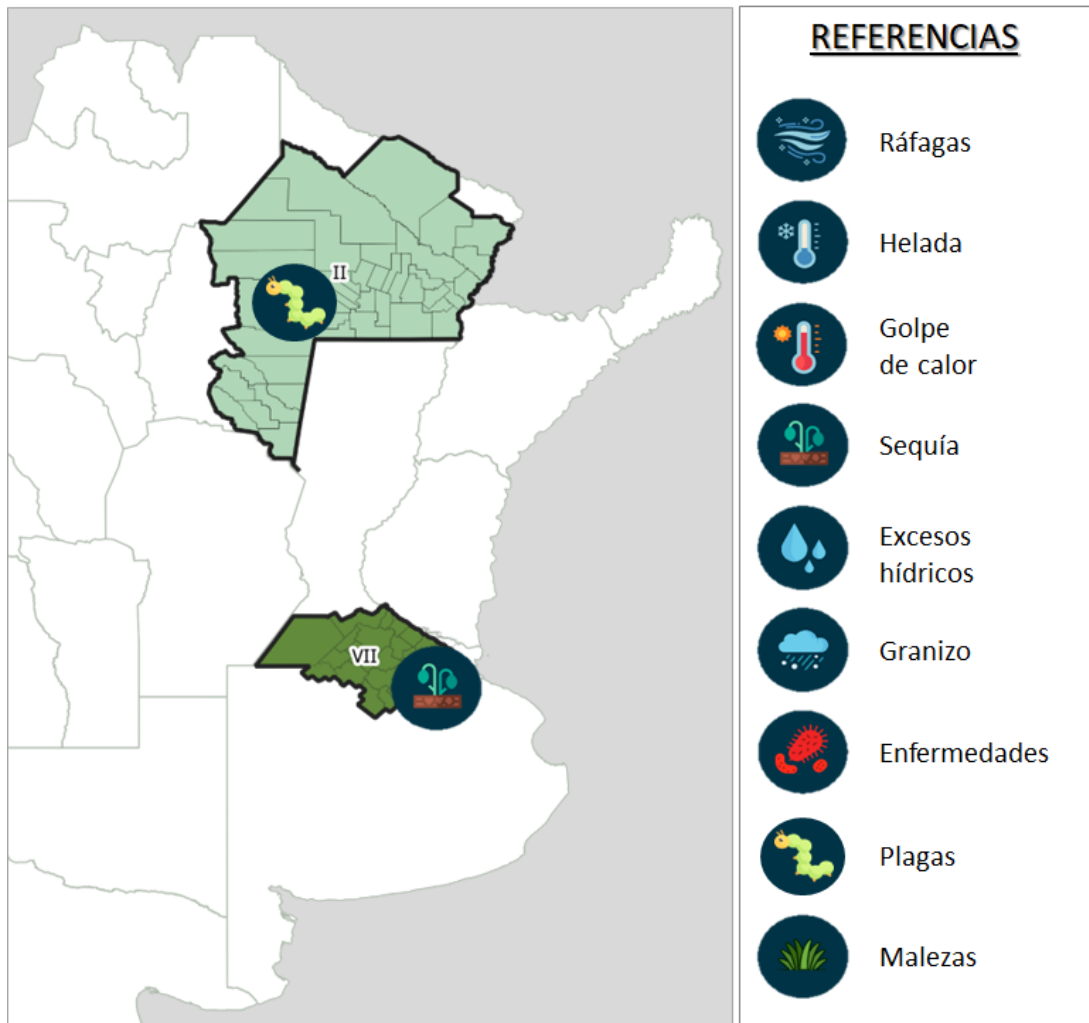 II
VII
REFERENCIAS
Ráfagas
Helada
Golpe
de calor
Sequía
Excesos
hídricos
Granizo
Enfermedades
Plagas
Malezas